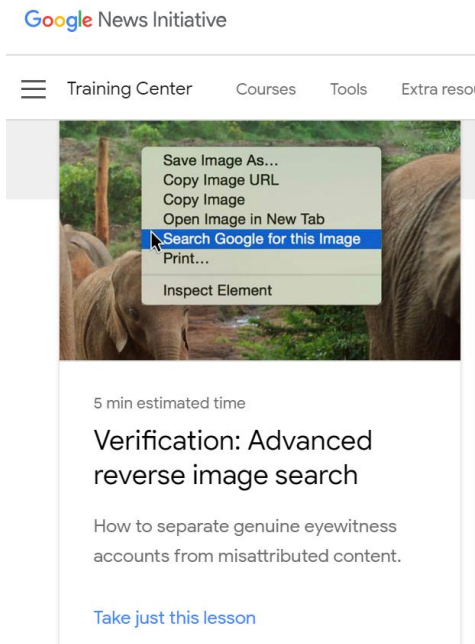 Google News Initiative
Training Center
Courses
Tools
Extra
Save Image As...
Copy Image URL
Copy Image
Open Image in New Tab
Search Google for this Image
Print...
Inspect Element
5 min estimated time
Verification: Advanced
reverse image search
How to separate genuine eyewitness
accounts from misattributed content.
Take just this lesson